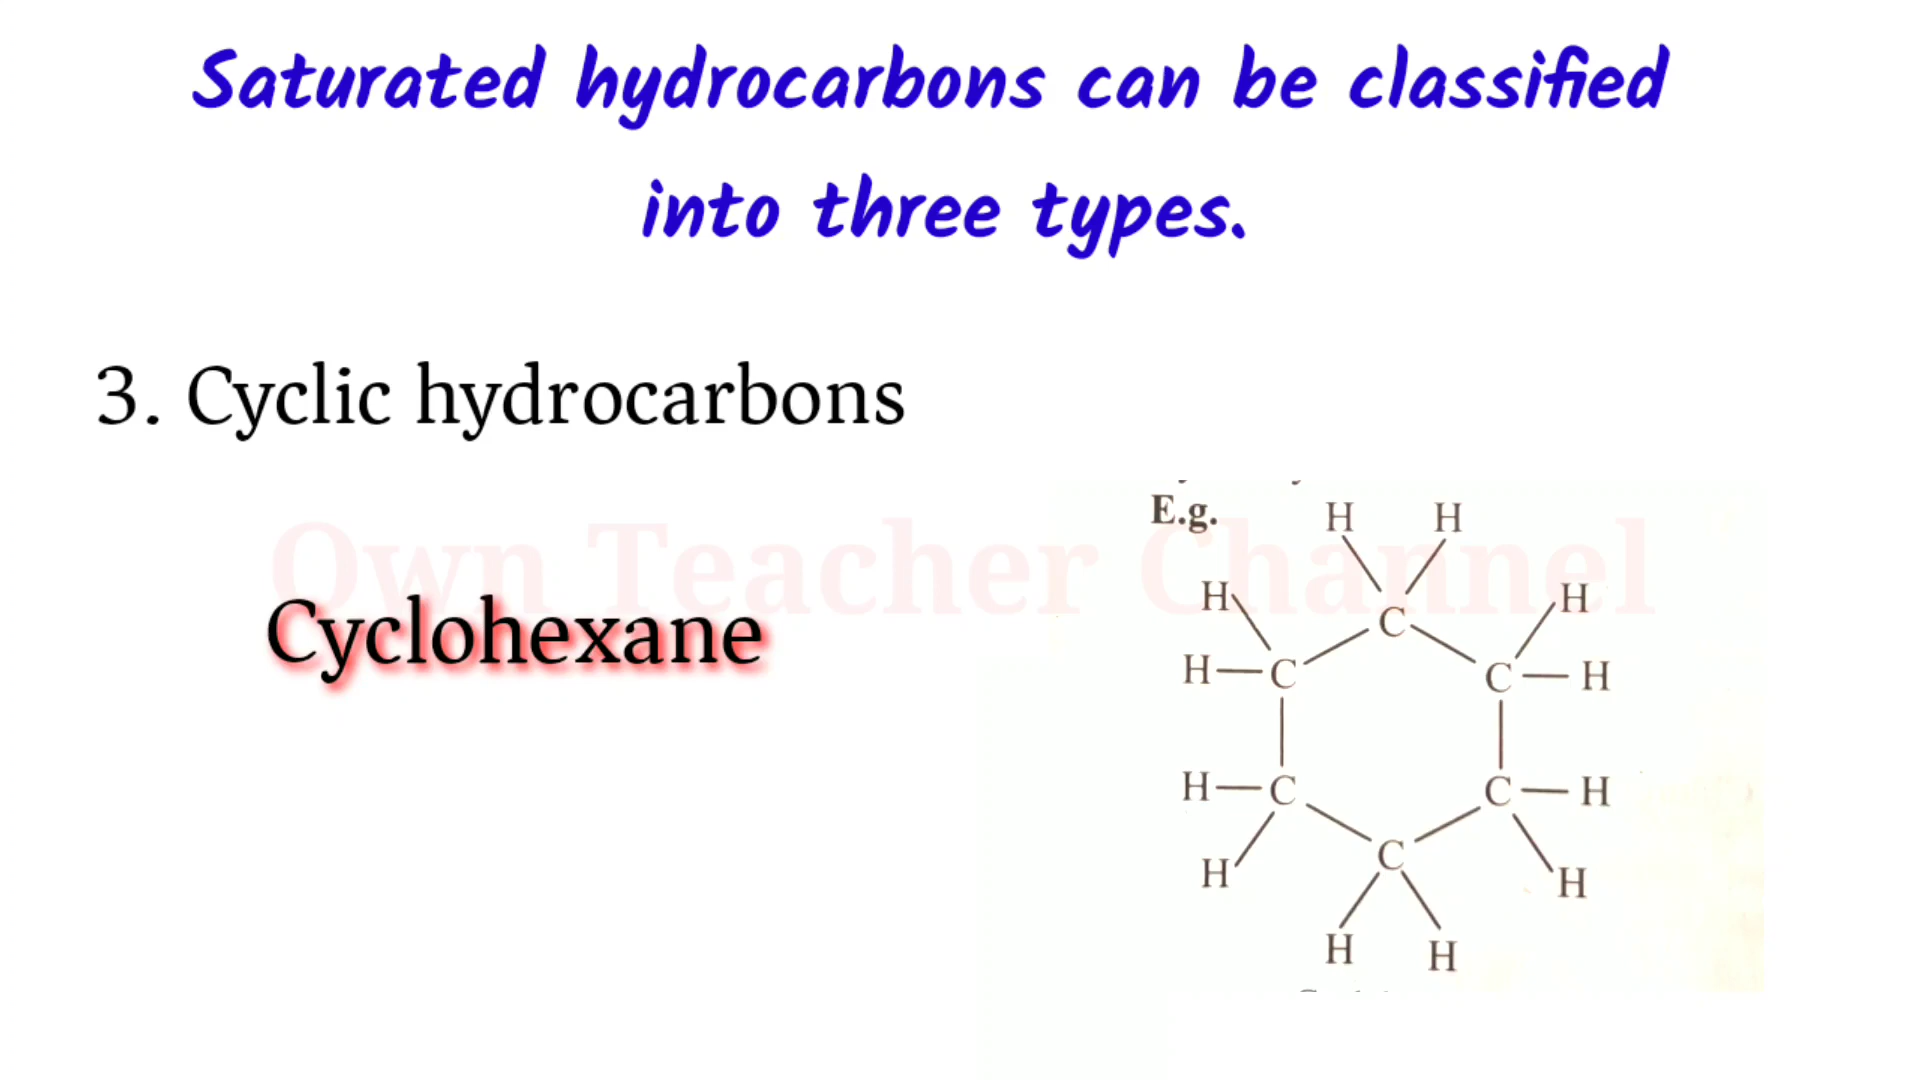 Saturated hydrocarbons can be classified
into three types.
3. Cyclic hydrocarbons
Own Teacher Channel
Cyclohexane
E.g.
H H
H H
C
H—C C—H
H—C C—H
C
H H
H H